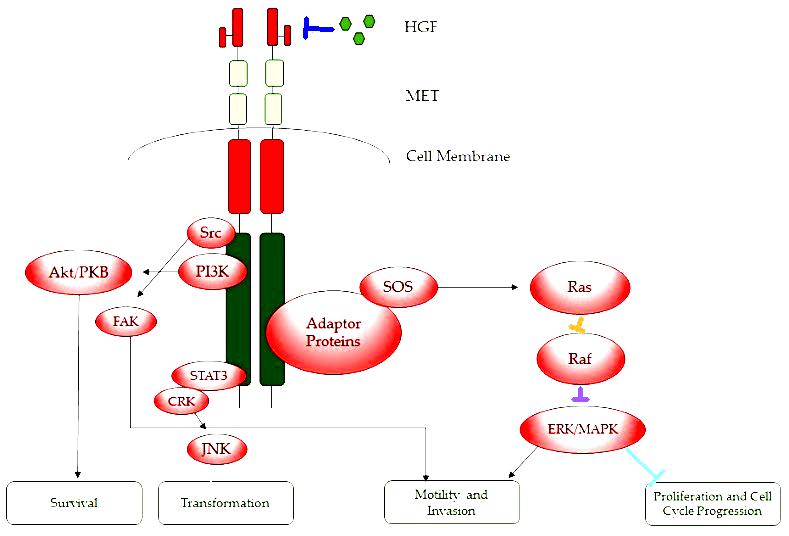 HGF
MET
Cell Membrane
Src
Akt/PKB
PI3K
SOS
Ras
FAK
Adaptor
Proteins
Raf
STAT3
CRK
ERK/MAPK
JNK
Survival
Transformation
Motility and
Invasion
Proliferation and Cell
Cycle Progression